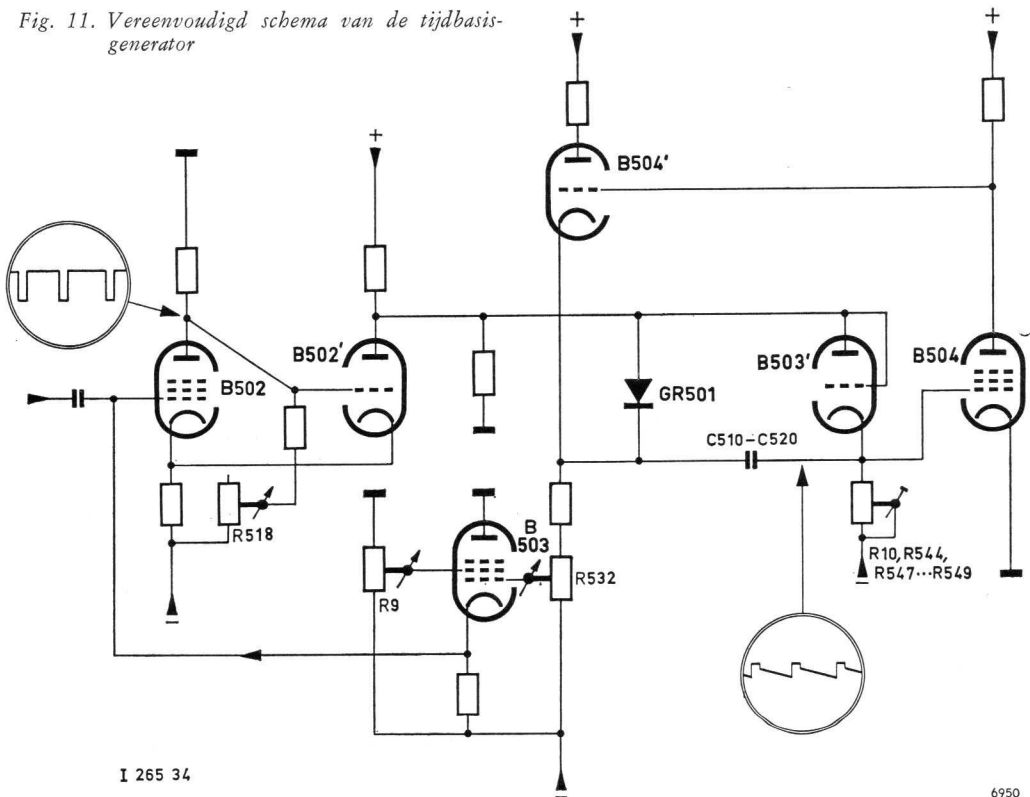 Fig. 11. Vereenvoudigd schema van de tijdbasis-
generator
+
+
+
B504'
B502'
B502
B503'
B504
GR501
C510-C520
R518
B
503
R9
R532
R10, R544,
R547...R549
I 265 34
6950